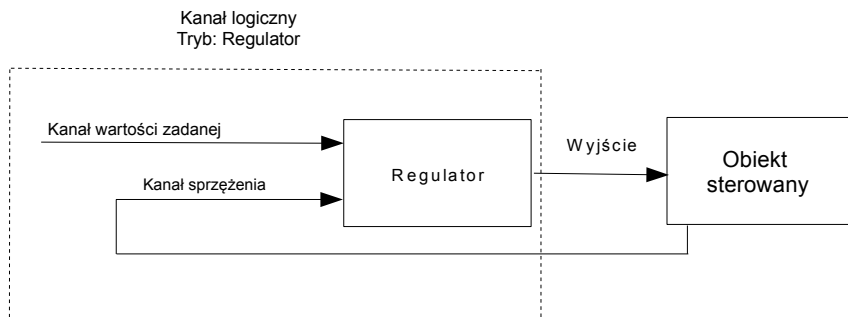 Kanał logiczny
Tryb: Regulator
Kanał wartości zadanej
Kanał sprzężenia
Regulator
Wyjście
Obiekt
sterowany